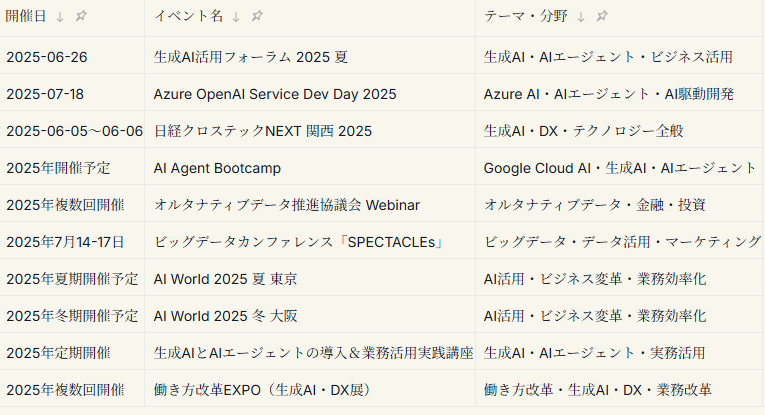 開催日 イベント名 テーマ・分野
2025-06-26 生成AI活用フォーラム 2025 夏 生成AI・AIエージェント・ビジネス活用
2025-07-18 Azure OpenAI Service Dev Day 2025 Azure AI・AIエージェント・AI駆動開発
2025-06-05〜06-06 日経クロステックNEXT 関西 2025 生成AI・DX・テクノロジー全般
2025年開催予定 AI Agent Bootcamp Google Cloud AI・生成AI・AIエージェント
2025年複数回開催 オルタナティブデータ推進協議会 Webinar オルタナティブデータ・金融・投資
2025年7月14-17日 ビッグデータカンファレンス「SPECTACLEs」 ビッグデータ・データ活用・マーケティング
2025年夏期開催予定 AI World 2025 夏 東京 AI活用・ビジネス変革・業務効率化
2025年冬期開催予定 AI World 2025 冬 大阪 AI活用・ビジネス変革・業務効率化
2025年定期開催 生成AIとAIエージェントの導入＆業務活用実践講座 生成AI・AIエージェント・実務活用
2025年複数回開催 働き方改革EXPO（生成AI・DX展） 働き方改革・生成AI・DX・業務改革